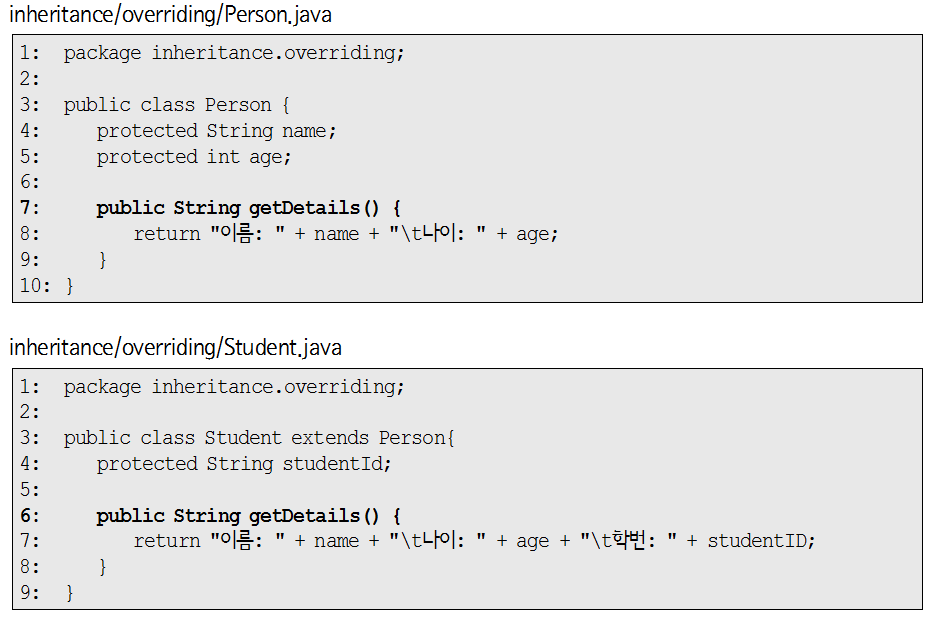 inheritance/overriding/Person.java
1: package inheritance.overriding;
2:
3: public class Person {
4: protected String name;
5: protected int age;
6:
7: public String getDetails() {
8: return "이름: " + name + "\t나이: " + age;
9: }
10: }
inheritance/overriding/Student.java
1: package inheritance.overriding;
2:
3: public class Student extends Person{
4: protected String studentId;
5:
6: public String getDetails() {
7: return "이름: " + name + "\t나이: " + age + "\t학번: " + studentID;
8: }
9: }